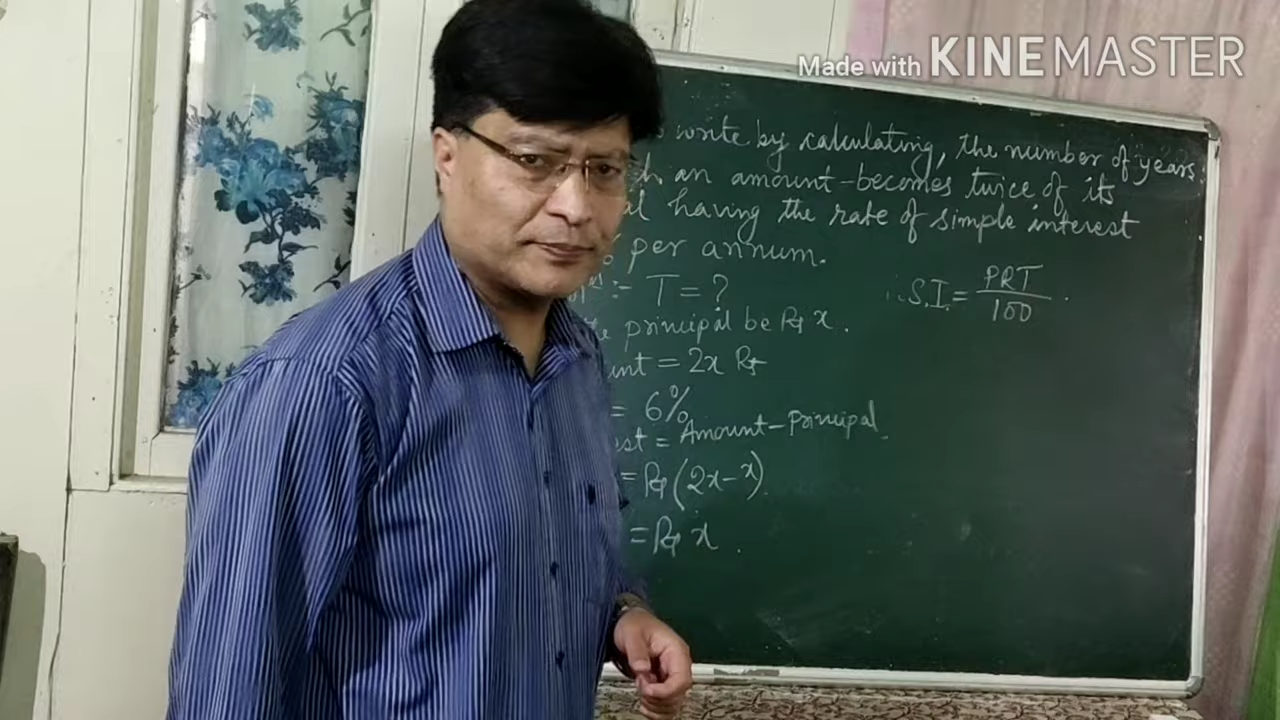 Made with KINEMASTER
write by calculating, the number of years
an amount becomes twice of its
having the rate of simple interest
per annum.
:- T = ?
principal be Rs x.
= 2x Rs
= 6%
= Amount - Principal
= Rs (2x - x)
= Rs x.
∴ S.I. = PRT / 100